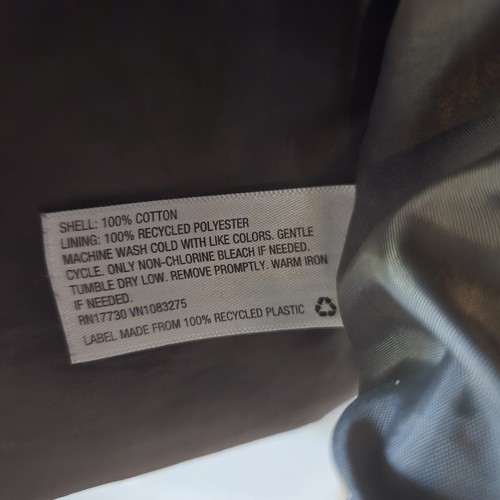 SHELL: 100% COTTON
LINING: 100% RECYCLED POLYESTER
MACHINE WASH COLD WITH LIKE COLORS. GENTLE
CYCLE. ONLY NON-CHLORINE BLEACH IF NEEDED.
TUMBLE DRY LOW. REMOVE PROMPTLY. WARM IRON
IF NEEDED.
RN17730 VN1083275
LABEL MADE FROM 100% RECYCLED PLASTIC